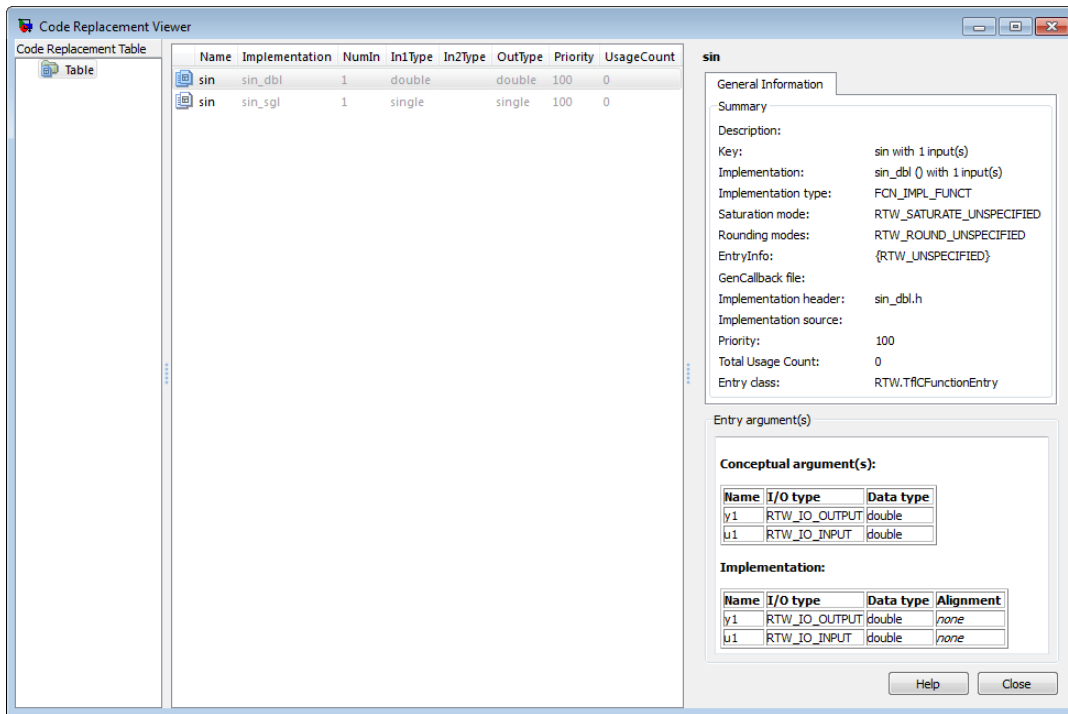 Code Replacement Viewer
Code Replacement Table
Table
Name Implementation NumIn In1Type In2Type OutType Priority UsageCount
sin sin_dbl 1 double double 100 0
sin sin_sgl 1 single single 100 0
sin
General Information
Summary
Description:
Key: sin with 1 input(s)
Implementation: sin_dbl () with 1 input(s)
Implementation type: FCN_IMPL_FUNCT
Saturation mode: RTW_SATURATE_UNSPECIFIED
Rounding modes: RTW_ROUND_UNSPECIFIED
EntryInfo: {RTW_UNSPECIFIED}
GenCallback file:
Implementation header: sin_dbl.h
Implementation source:
Priority: 100
Total Usage Count: 0
Entry class: RTW.TflCFunctionEntry
Entry argument(s)
Conceptual argument(s):
Name I/O type Data type
y1 RTW_IO_OUTPUT double
u1 RTW_IO_INPUT double
Implementation:
Name I/O type Data type Alignment
y1 RTW_IO_OUTPUT double none
u1 RTW_IO_INPUT double none
Help Close